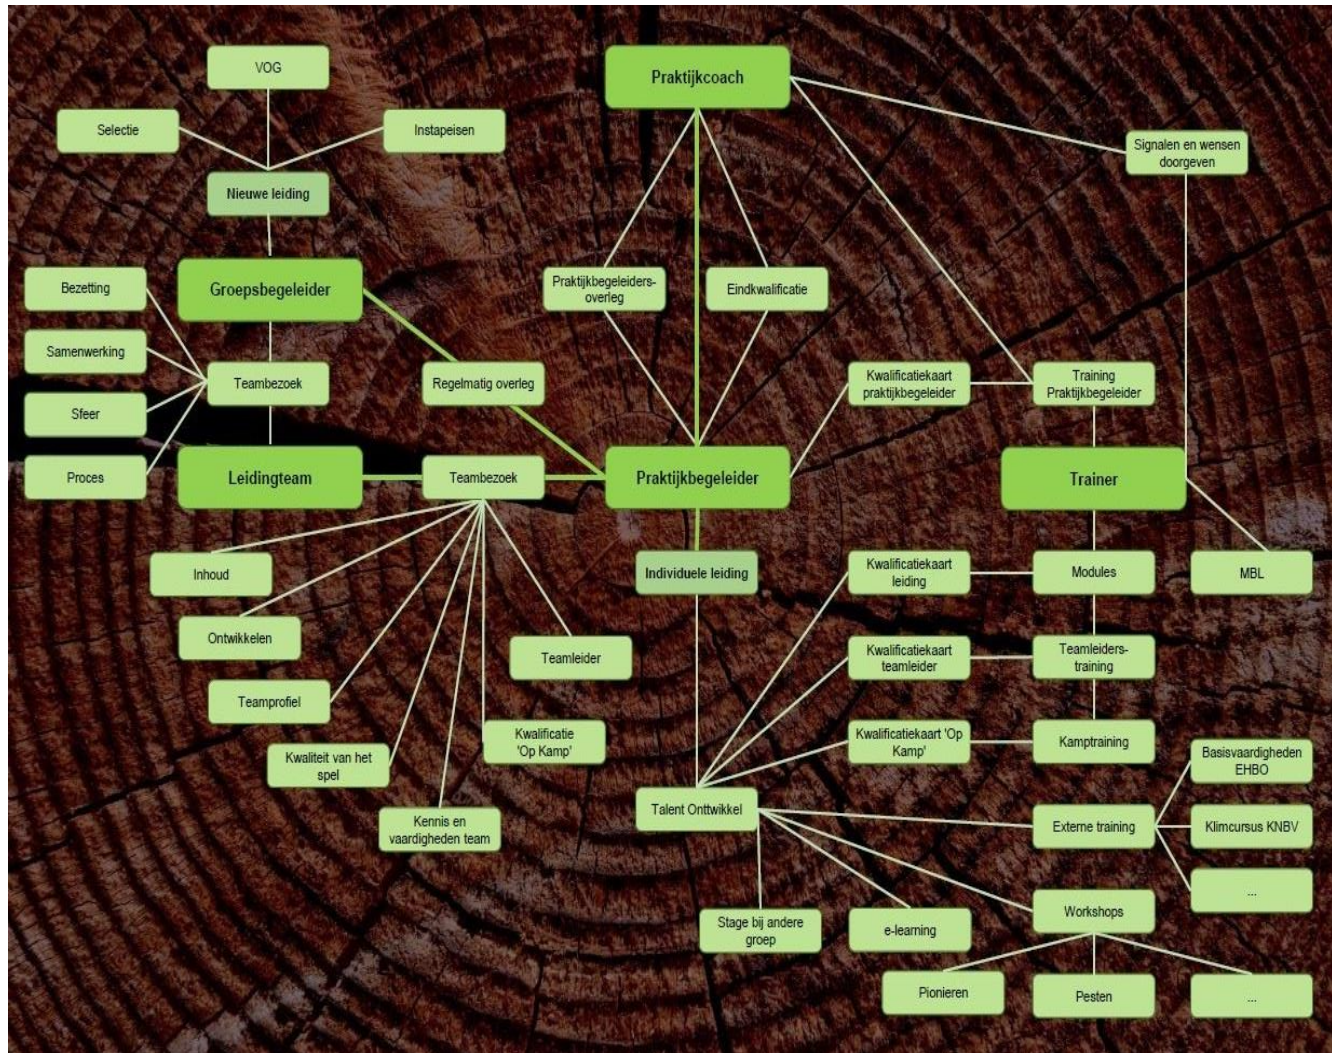 VOG
Praktijkcoach
Selectie
Instapeisen
Signalen en wensen
doorgeven
Nieuwe leiding
Bezetting
Groepsbegeleider
Praktijkbegeleiders-
overleg
Eindkwalificatie
Samenwerking
Teambezoek
Regelmatig overleg
Kwalificatiekaart
praktijkbegeleider
Training
Praktijkbegeleider
Sfeer
Proces
Leidingteam
Teambezoek
Praktijkbegeleider
Trainer
Inhoud
Individuele leiding
Kwalificatiekaart
leiding
Modules
MBL
Ontwikkelen
Teamleider
Kwalificatiekaart
teamleider
Teamleiders-
training
Teamprofiel
Kwaliteit van het
spel
Kwalificatie
'Op Kamp'
Kwalificatiekaart 'Op
Kamp'
Kamptraining
Basisvaardigheden
EHBO
Kennis en
vaardigheden team
Talent Onttwikkel
Externe training
Klimcursus KNBV
...
Stage bij andere
groep
e-learning
Workshops
Pionieren
Pesten
...